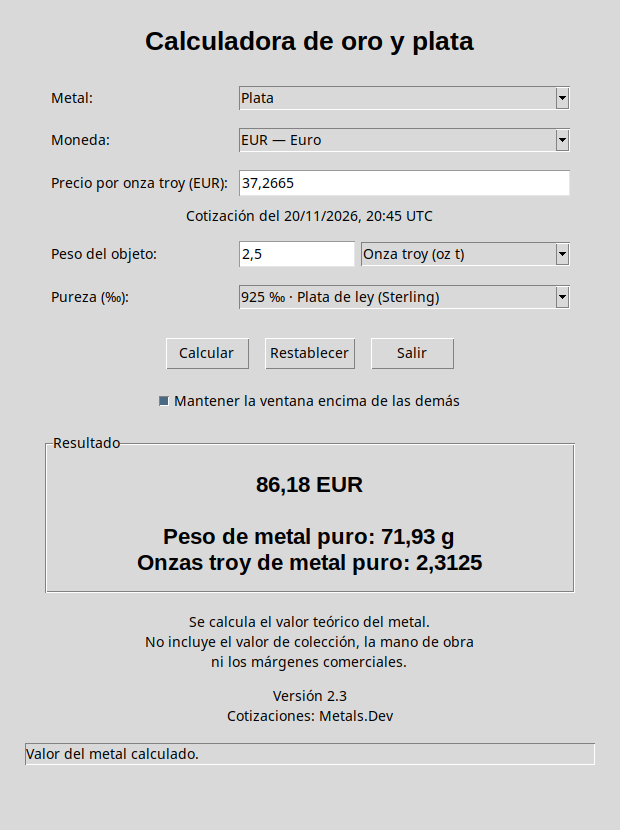 Calculadora de oro y plata
Metal: Plata
Moneda: EUR — Euro
Precio por onza troy (EUR): 37,2665
Cotización del 20/11/2026, 20:45 UTC
Peso del objeto: 2,5 Onza troy (oz t)
Pureza (‰): 925 ‰ · Plata de ley (Sterling)
Calcular Restablecer Salir
Mantener la ventana encima de las demás
Resultado
86,18 EUR
Peso de metal puro: 71,93 g
Onzas troy de metal puro: 2,3125
Se calcula el valor teórico del metal.
No incluye el valor de colección, la mano de obra
ni los márgenes comerciales.
Versión 2.3
Cotizaciones: Metals.Dev
Valor del metal calculado.